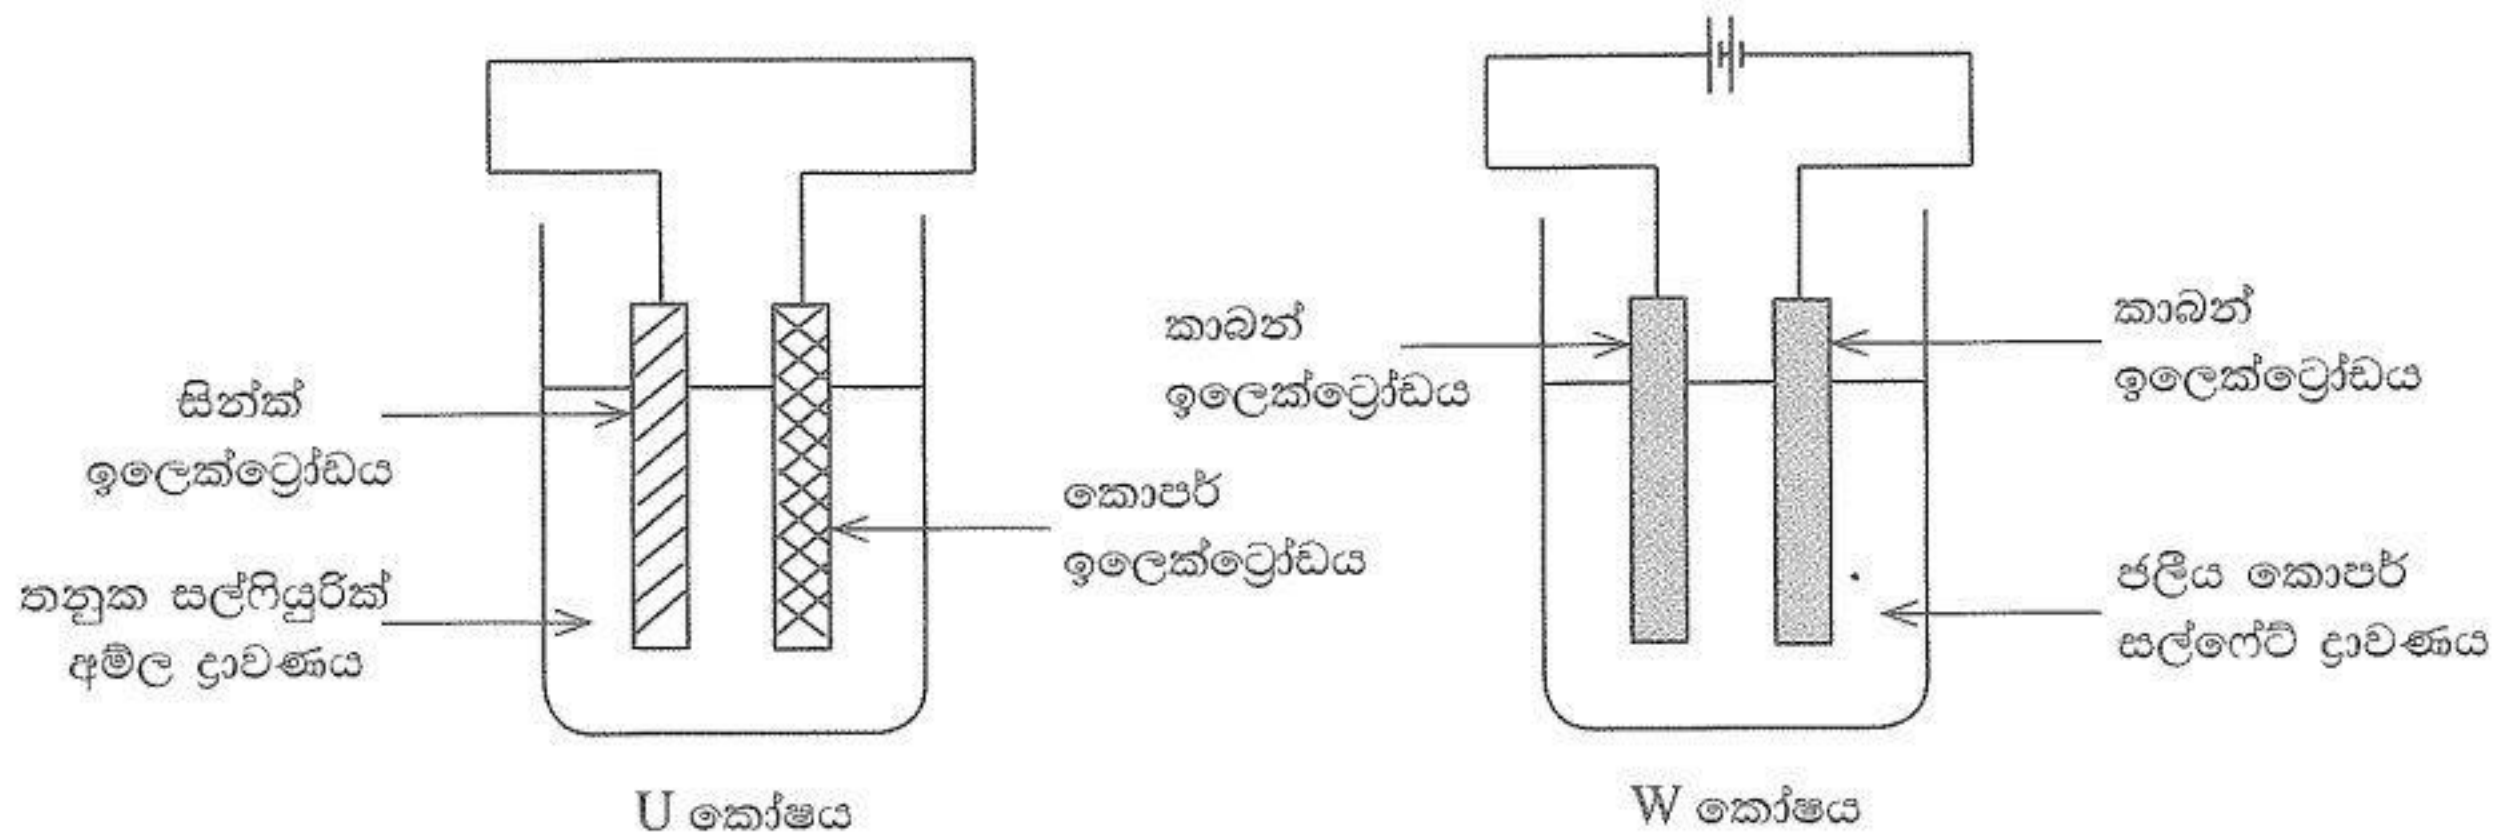 සින්ක්
ඉලෙක්ට්‍රෝඩය
තනුක සල්ෆියුරික්
අම්ල ද්‍රාවණය
කොපර්
ඉලෙක්ට්‍රෝඩය
U කෝෂය
කාබන්
ඉලෙක්ට්‍රෝඩය
කාබන්
ඉලෙක්ට්‍රෝඩය
ජලීය කොපර්
සල්ෆේට් ද්‍රාවණය
W කෝෂය